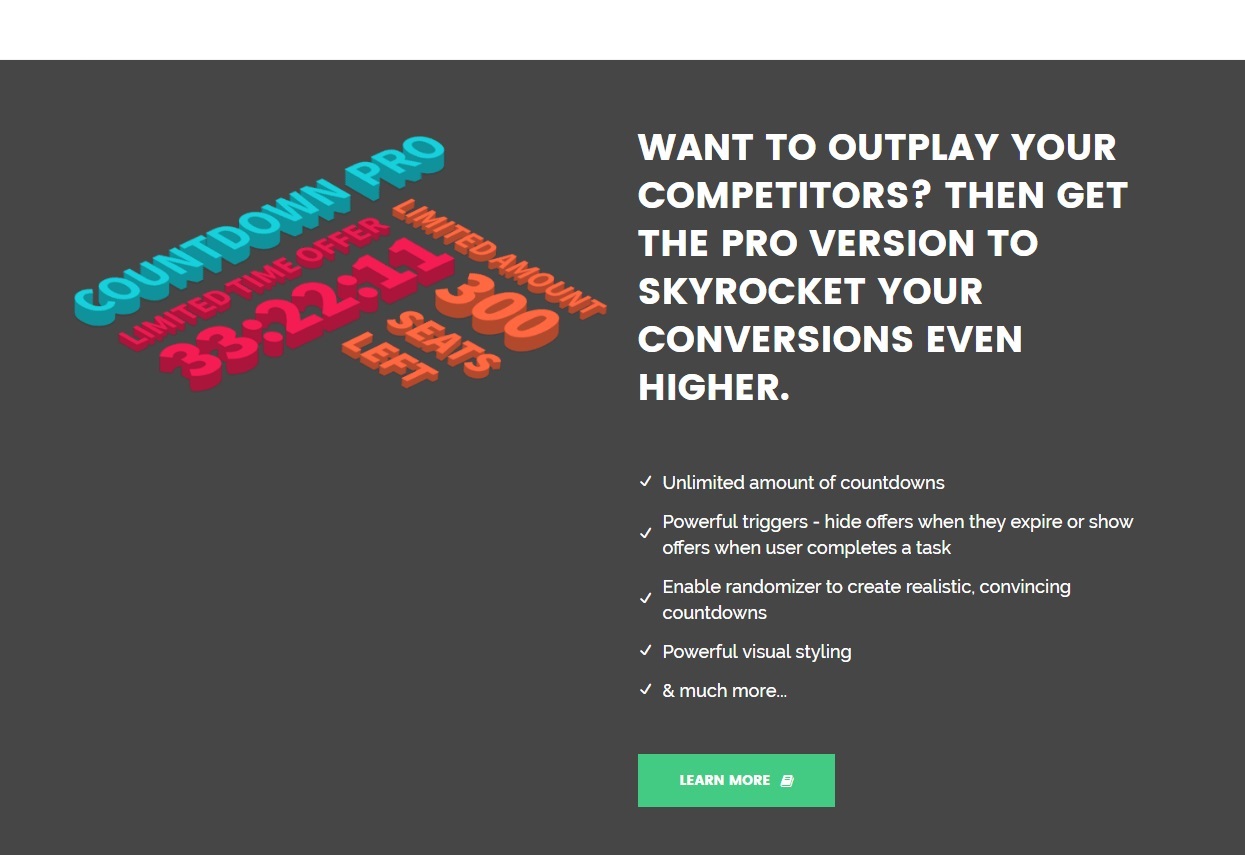 COUNTDOWN PRO
LIMITED TIME OFFER
33:22:11
LIMITED AMOUNT
300
SEATS
LEFT
WANT TO OUTPLAY YOUR
COMPETITORS? THEN GET
THE PRO VERSION TO
SKYROCKET YOUR
CONVERSIONS EVEN
HIGHER.
Unlimited amount of countdowns
Powerful triggers - hide offers when they expire or show
offers when user completes a task
Enable randomizer to create realistic, convincing
countdowns
Powerful visual styling
& much more...
LEARN MORE